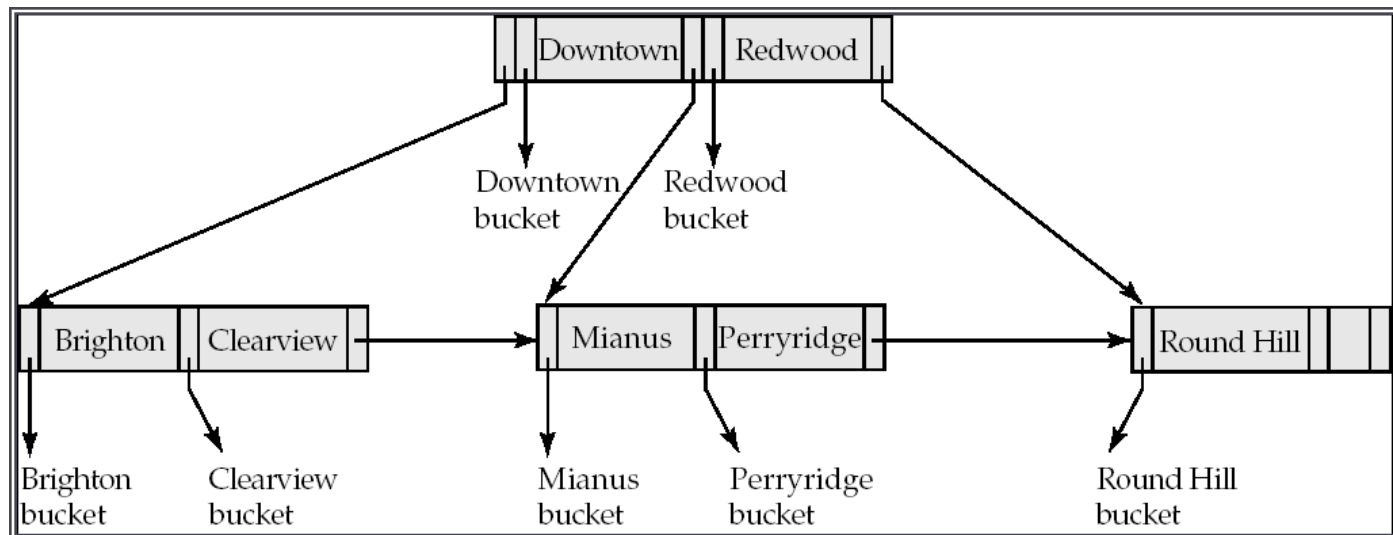 Downtown Redwood
Downtown
bucket
Redwood
bucket
Brighton Clearview Mianus Perryridge Round Hill
Brighton
bucket
Clearview
bucket
Mianus
bucket
Perryridge
bucket
Round Hill
bucket